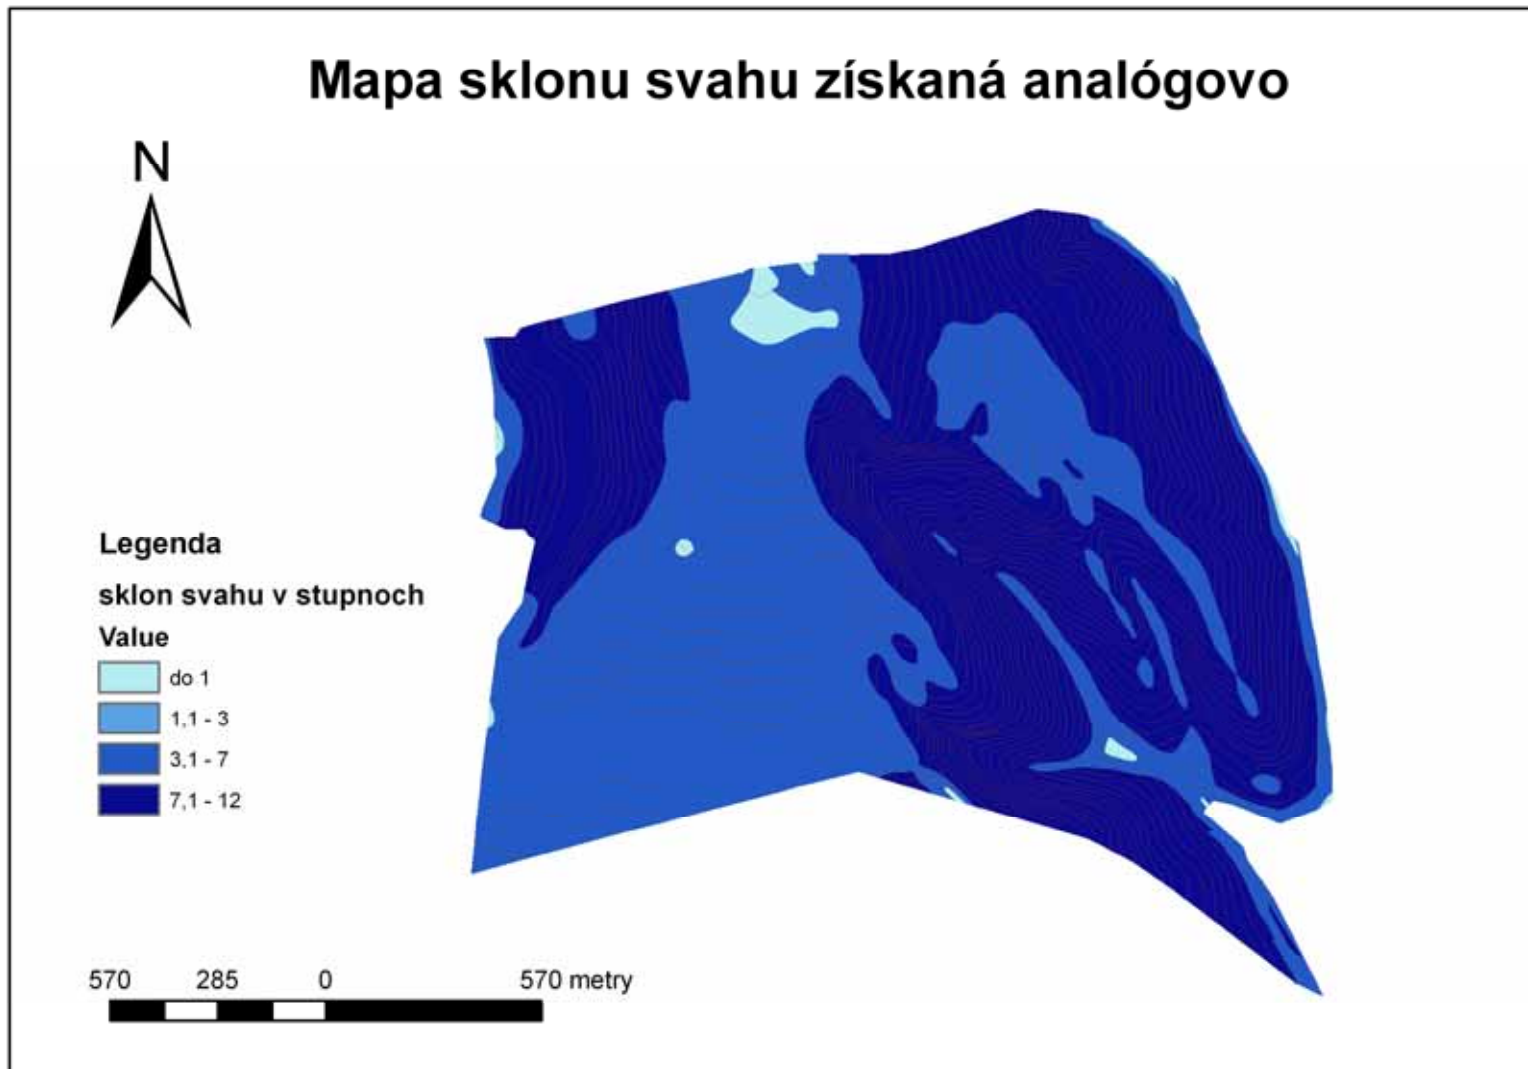 Mapa sklonu svahu získaná analógovo
N
Legenda
sklon svahu v stupnoch
Value
do 1
1,1 - 3
3,1 - 7
7,1 - 12
570 285 0 570 metry